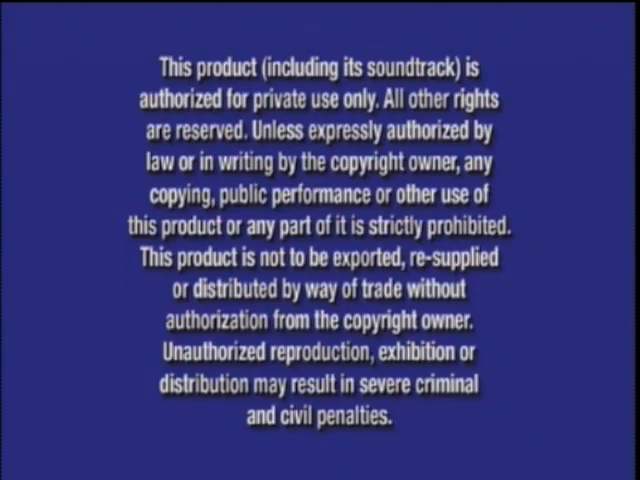 This product (including its soundtrack) is
authorized for private use only. All other rights
are reserved. Unless expressly authorized by
law or in writing by the copyright owner, any
copying, public performance or other use of
this product or any part of it is strictly prohibited.
This product is not to be exported, re-supplied
or distributed by way of trade without
authorization from the copyright owner.
Unauthorized reproduction, exhibition or
distribution may result in severe criminal
and civil penalties.